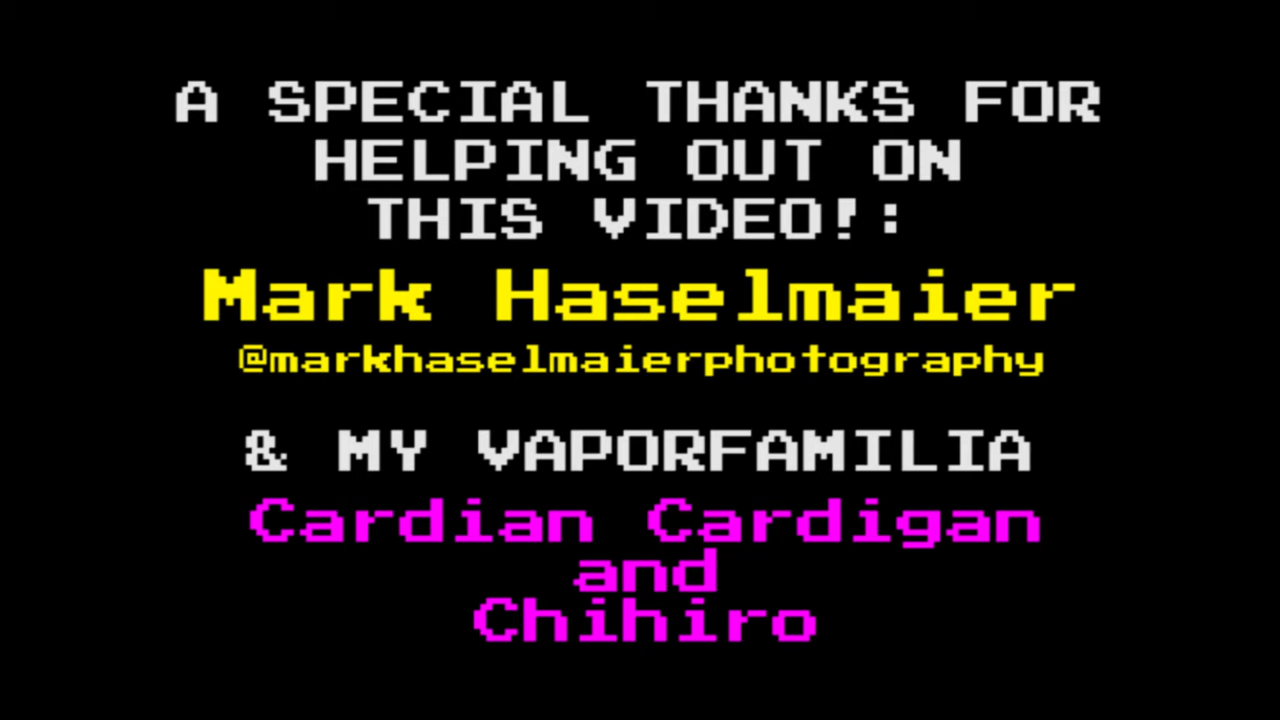 A SPECIAL THANKS FOR
HELPING OUT ON
THIS VIDEO!:
Mark Haselmaier
@markhaselmaierphotography
& MY VAPORFAMILIA
Cardian Cardigan
and
Chihiro